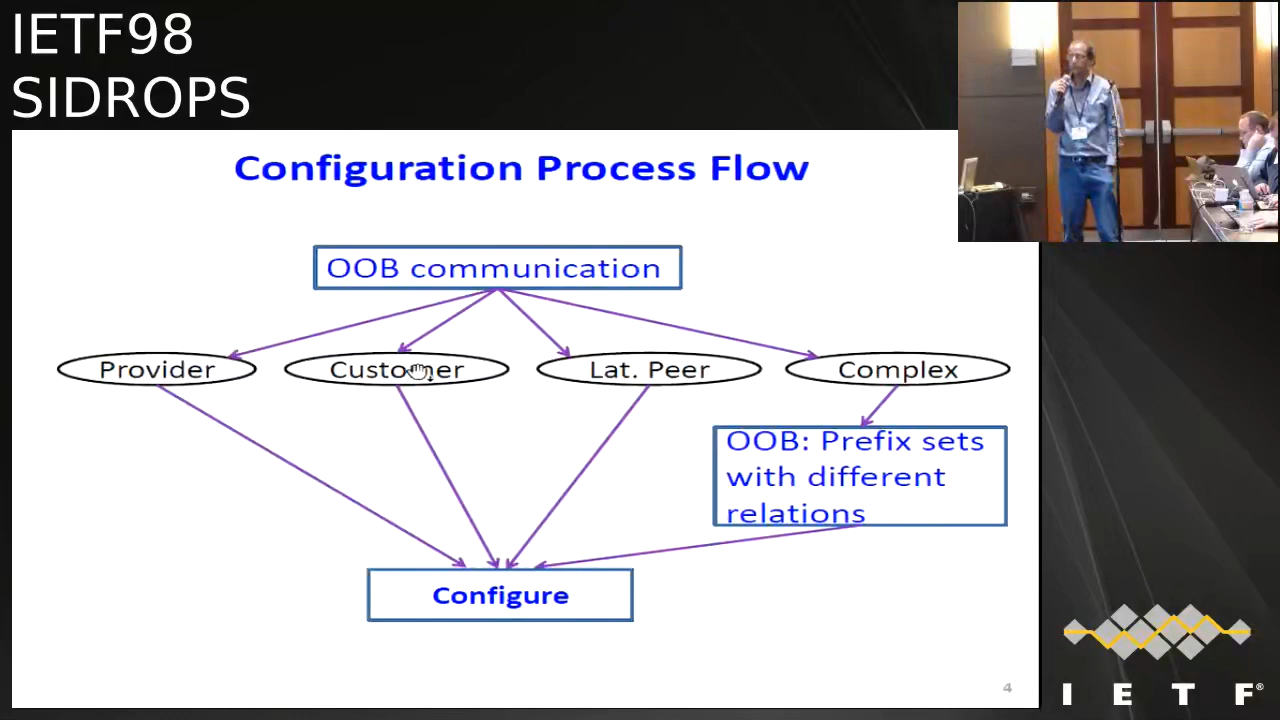 IETF98
SIDROPS
Configuration Process Flow
OOB communication
Provider
Customer
Lat. Peer
Complex
OOB: Prefix sets
with different
relations
Configure
4
I E T F®